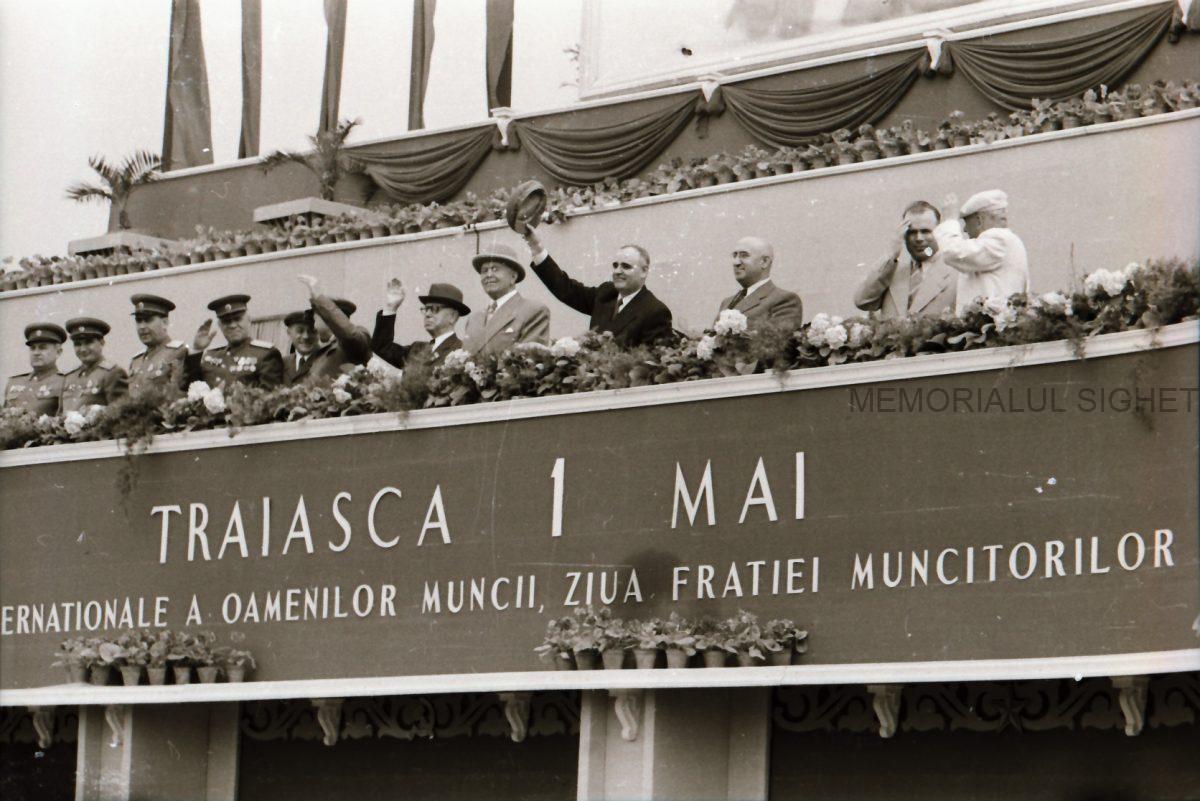 MEMORIALUL SIGHET
TRAIASCA 1 MAI
ERNATIONALE A OAMENILOR MUNCII, ZIUA FRATIEI MUNCITORILOR